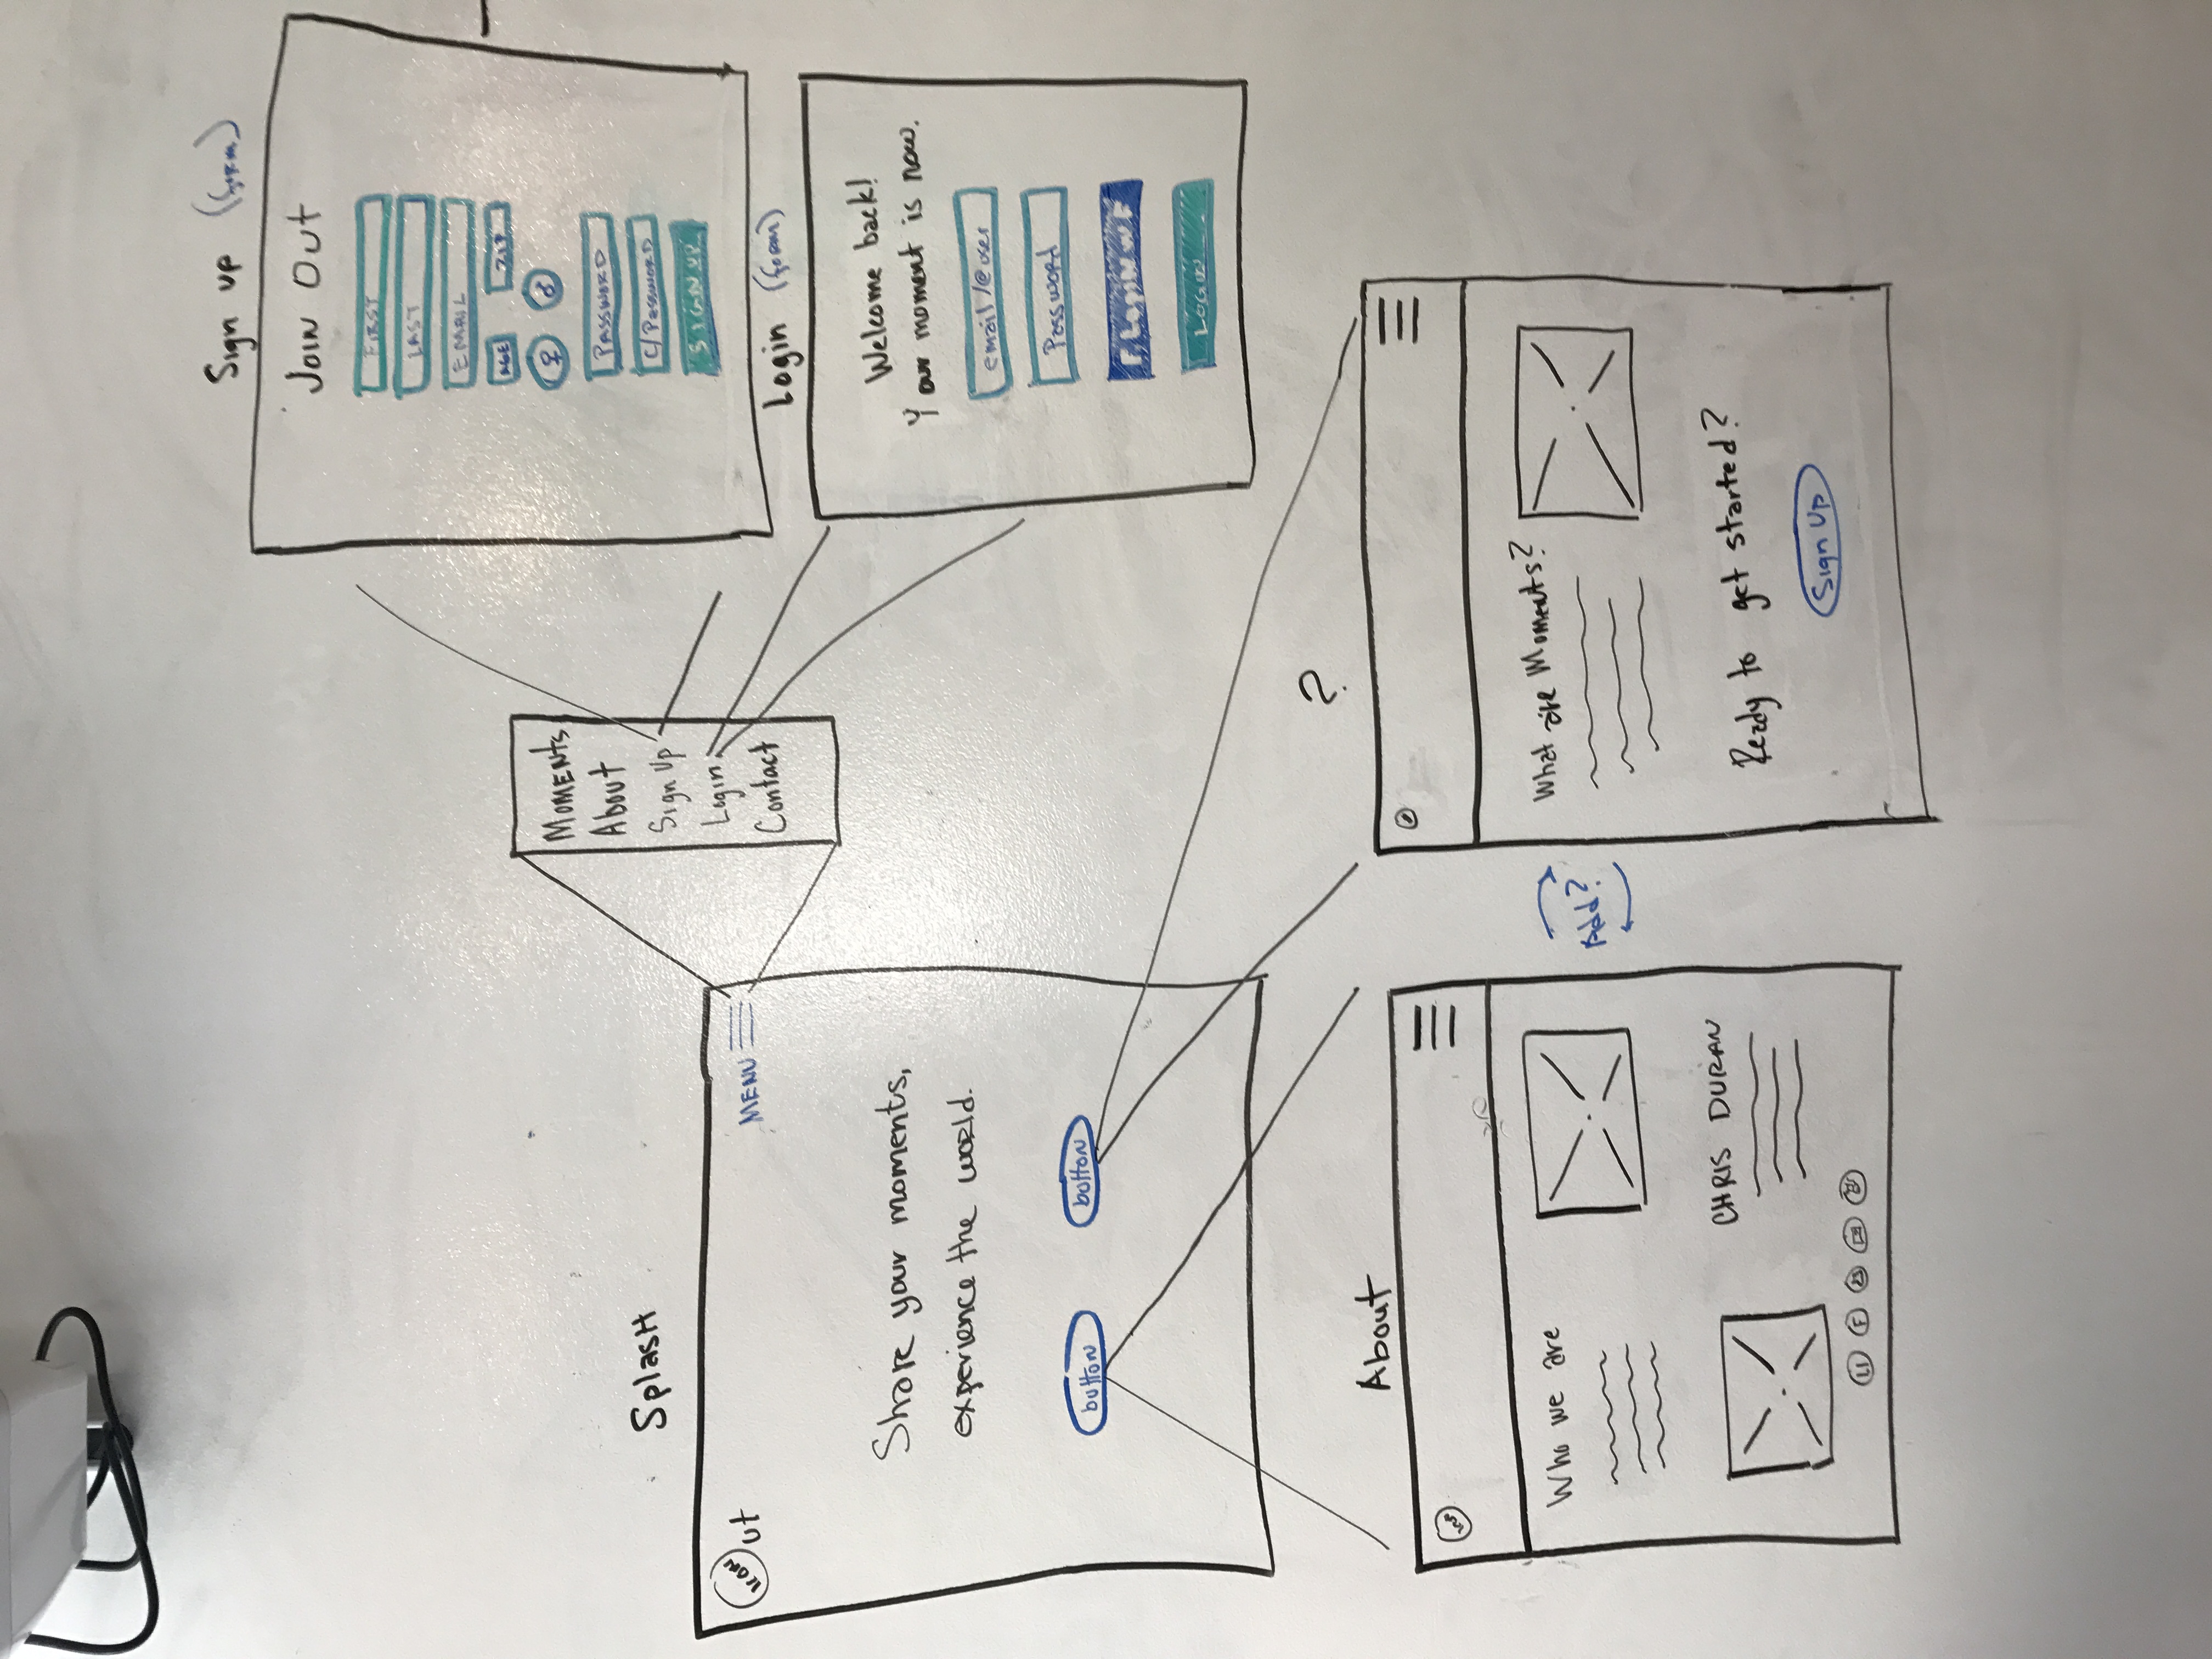 Sign up (form)
JOIN OUT
FIRST
LAST
EMAIL
AGE ZIP
PASSWORD
C/PASSWORD
SIGN UP
MOMENTS
About
Sign Up
Login
Contact
Splash
ICON ut
MENU
Share your moments,
experience the world.
button button
Login (form)
Welcome back!
Your moment is now.
email/@user
Password
F LOGIN W F
LOGIN
About
Who we are
CHRIS DURAN
LI F
Add?
?
What are Moments?
Ready to get started?
Sign Up